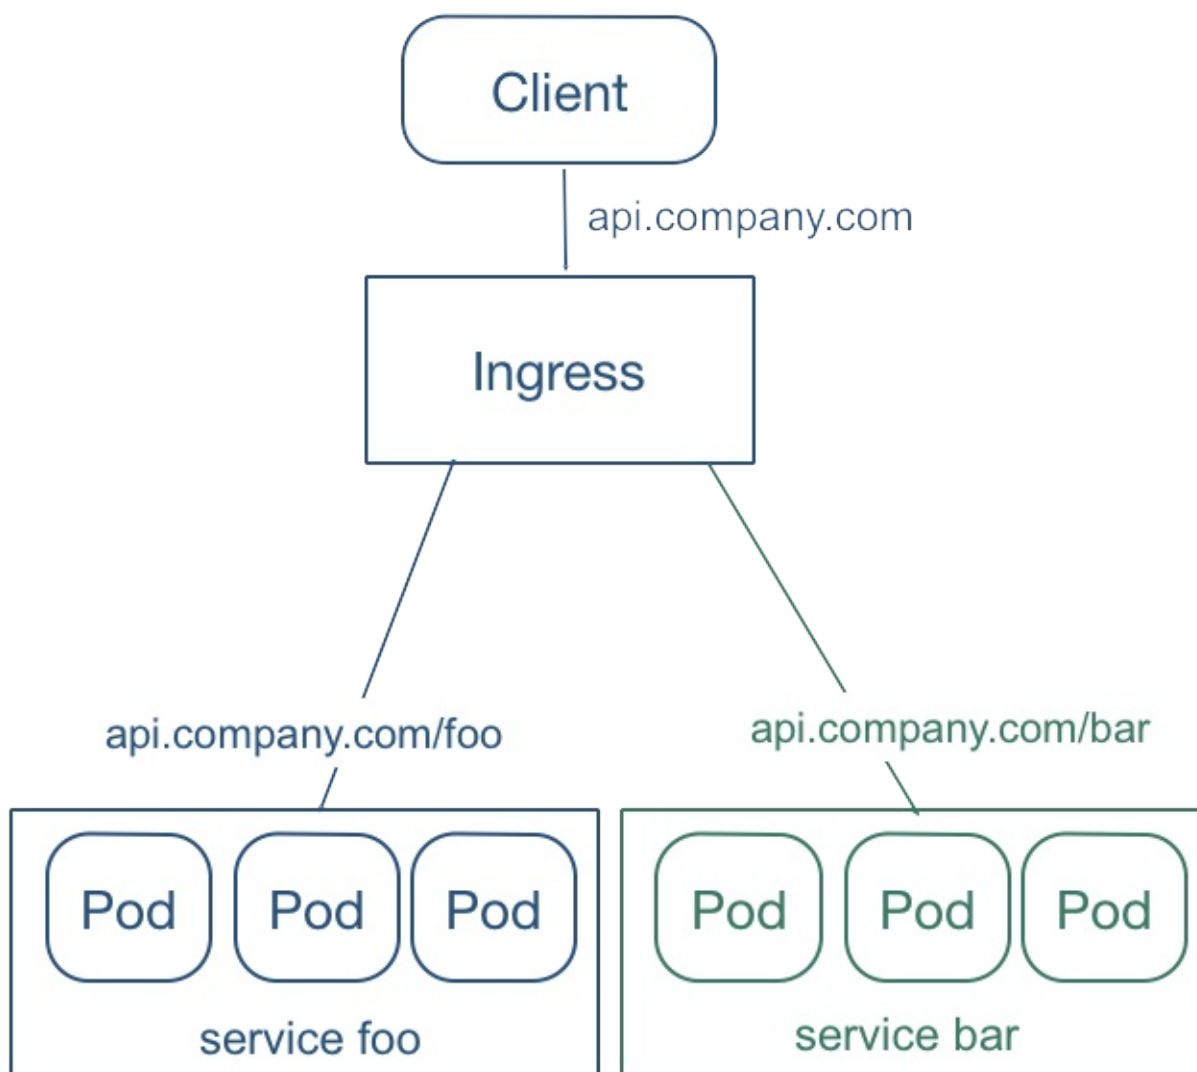 Client
api.company.com
Ingress
api.company.com/foo
api.company.com/bar
Pod
Pod
Pod
Pod
Pod
Pod
service foo
service bar